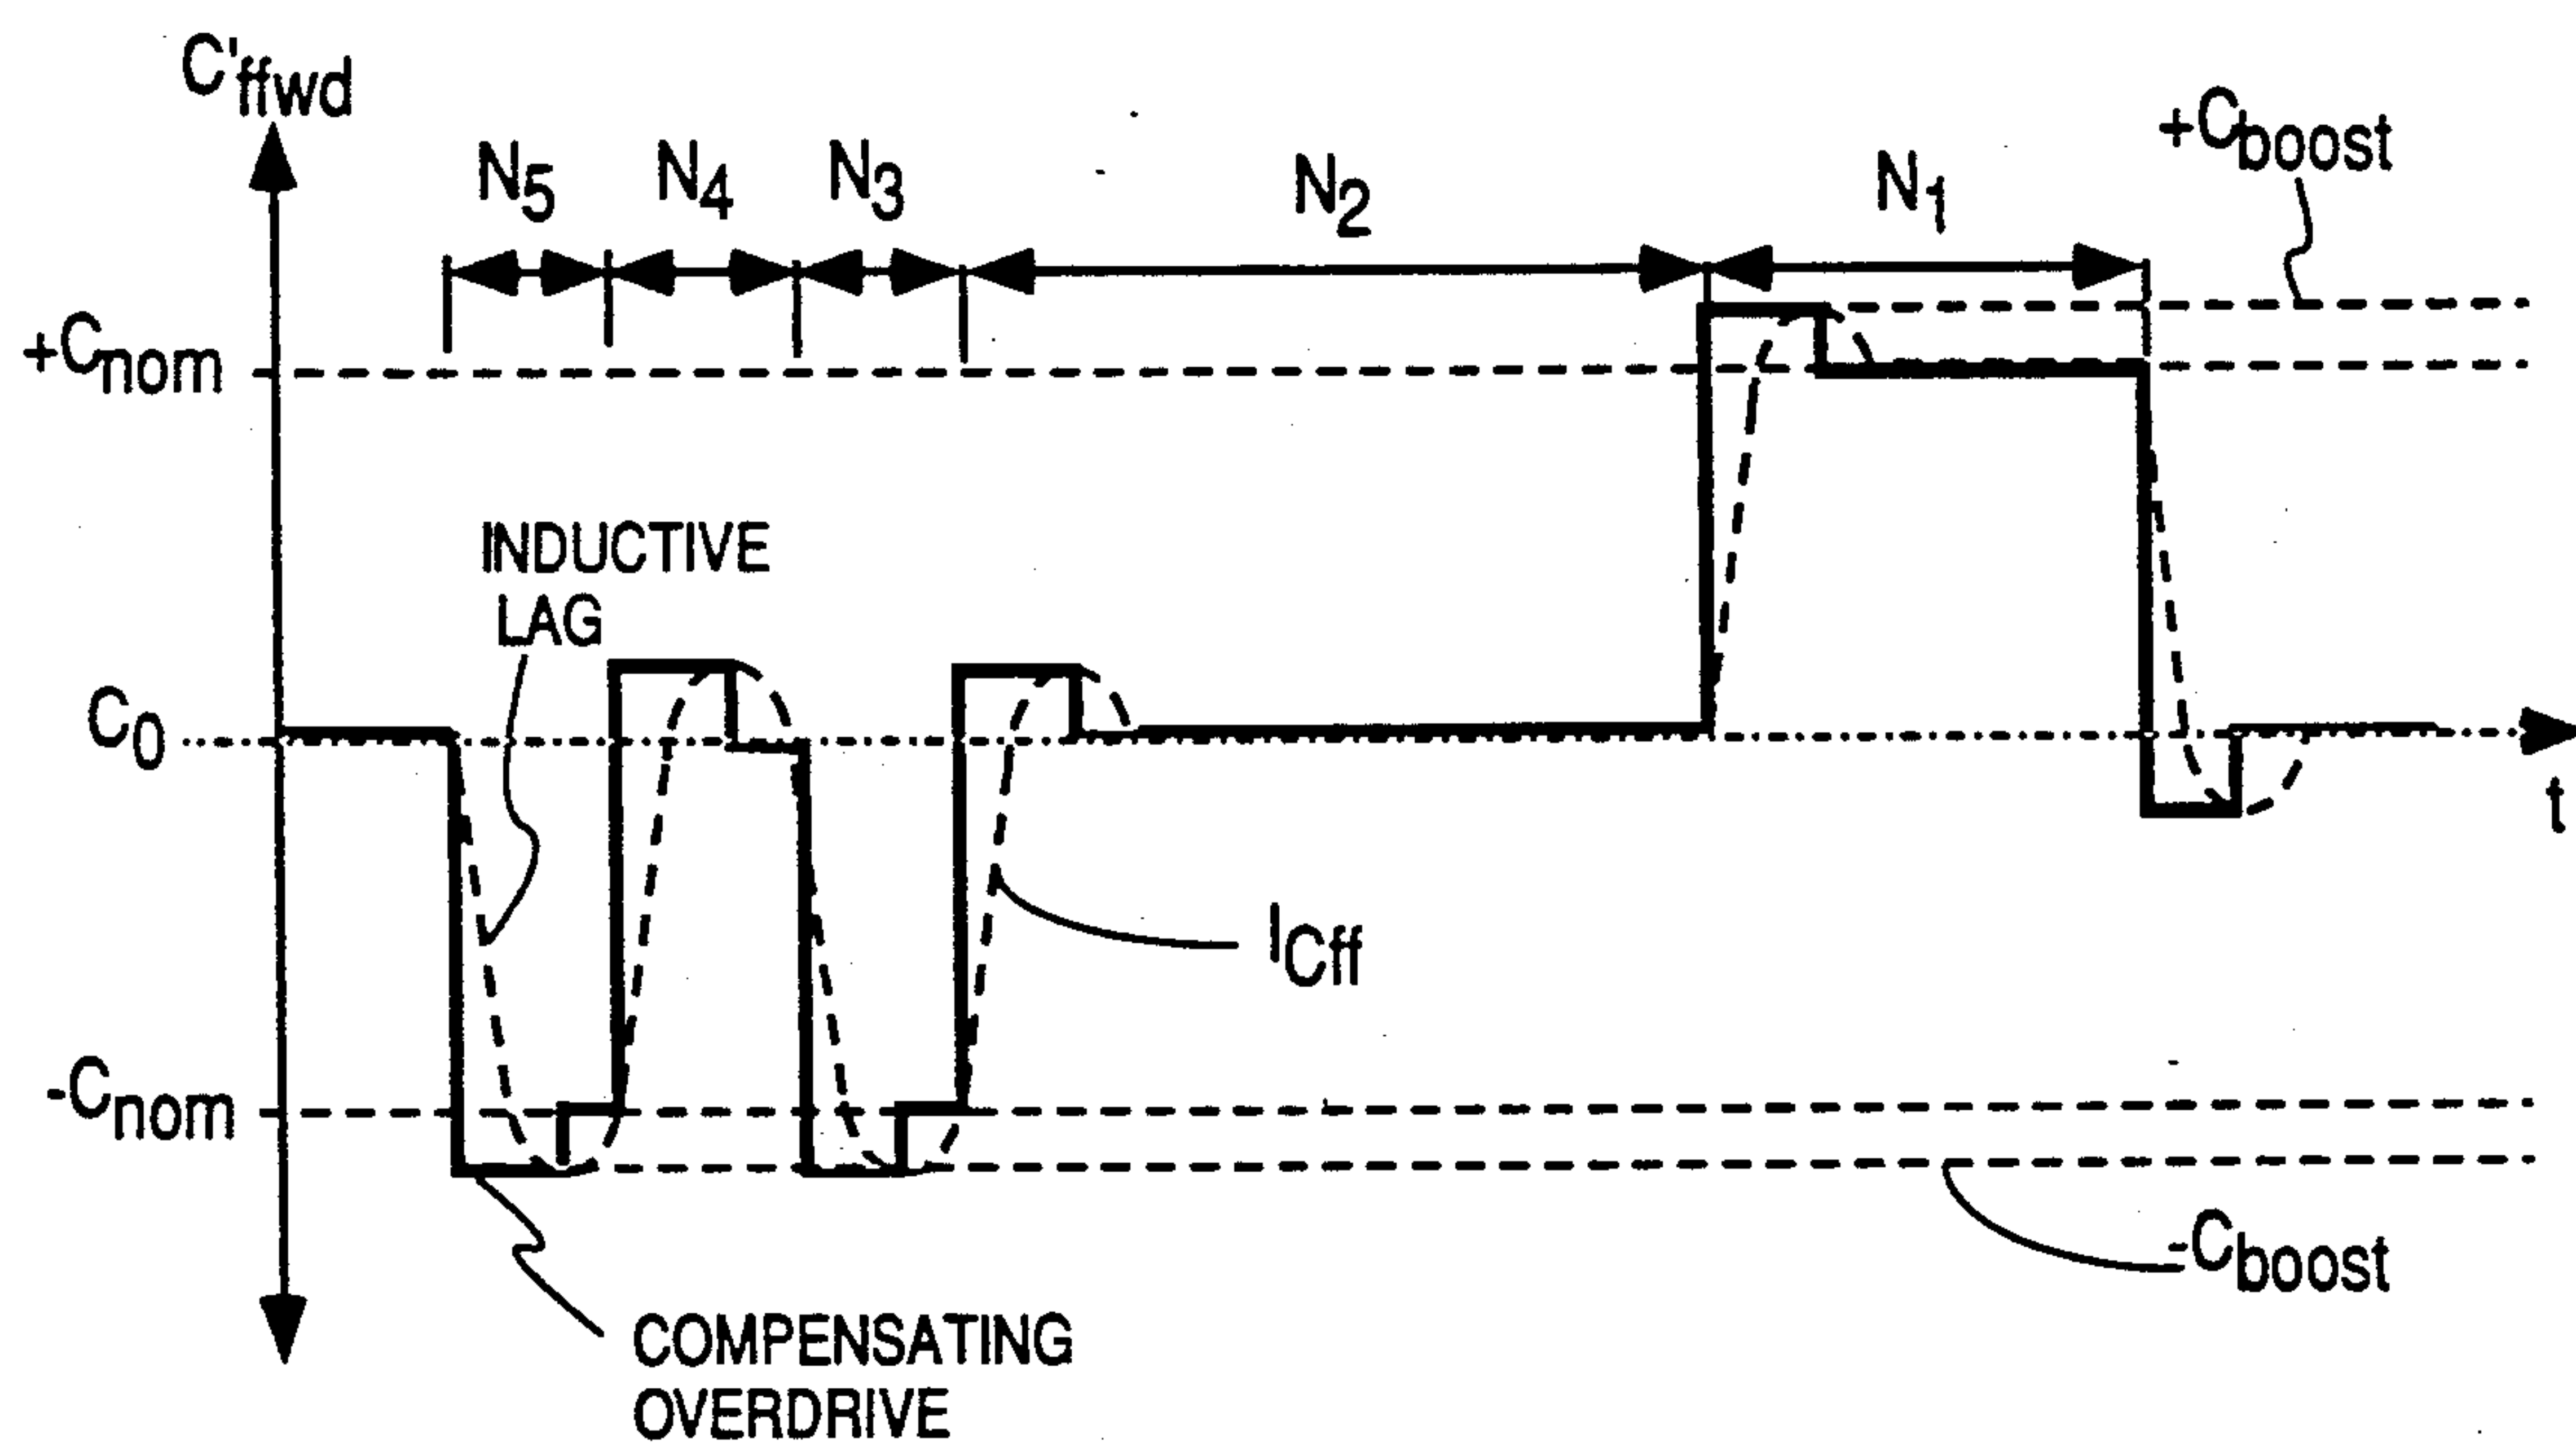 C'ffwd
N5 N4 N3 N2 N1
+Cboost
+Cnom
INDUCTIVE
LAG
C0
t
ICff
-Cnom
-Cboost
COMPENSATING
OVERDRIVE